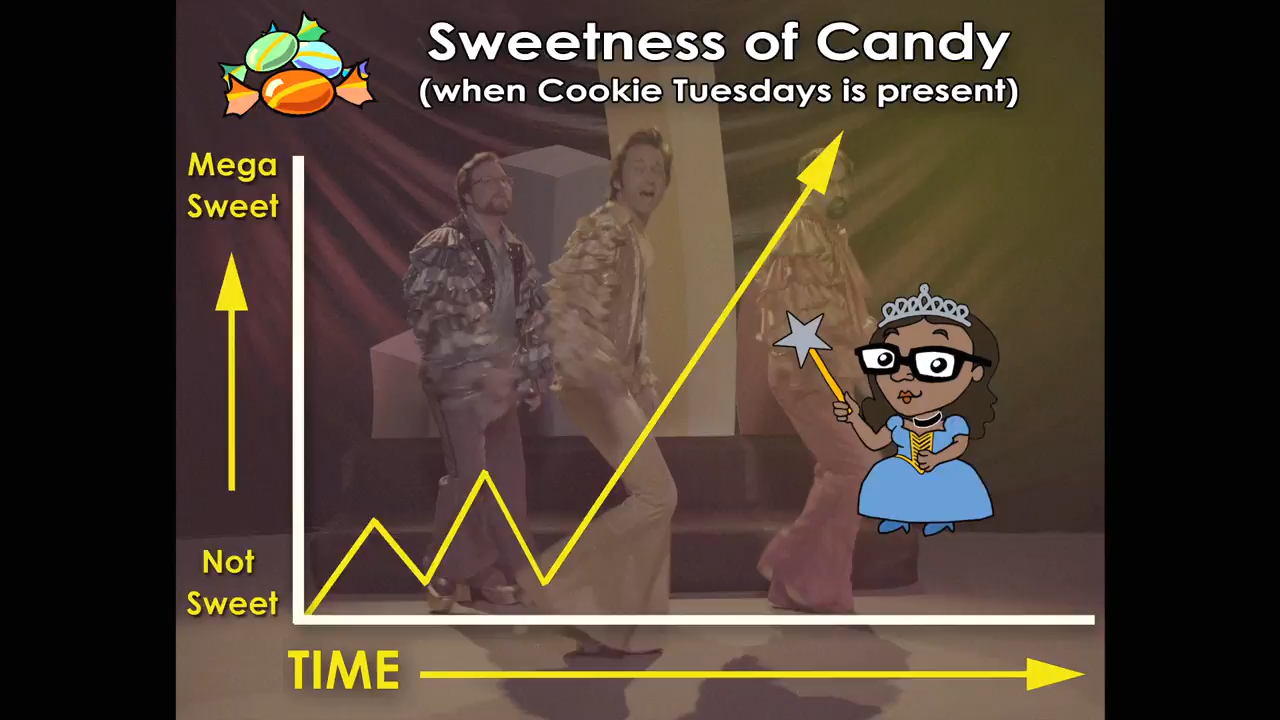 Sweetness of Candy
(when Cookie Tuesdays is present)
Mega
Sweet
Not
Sweet
TIME